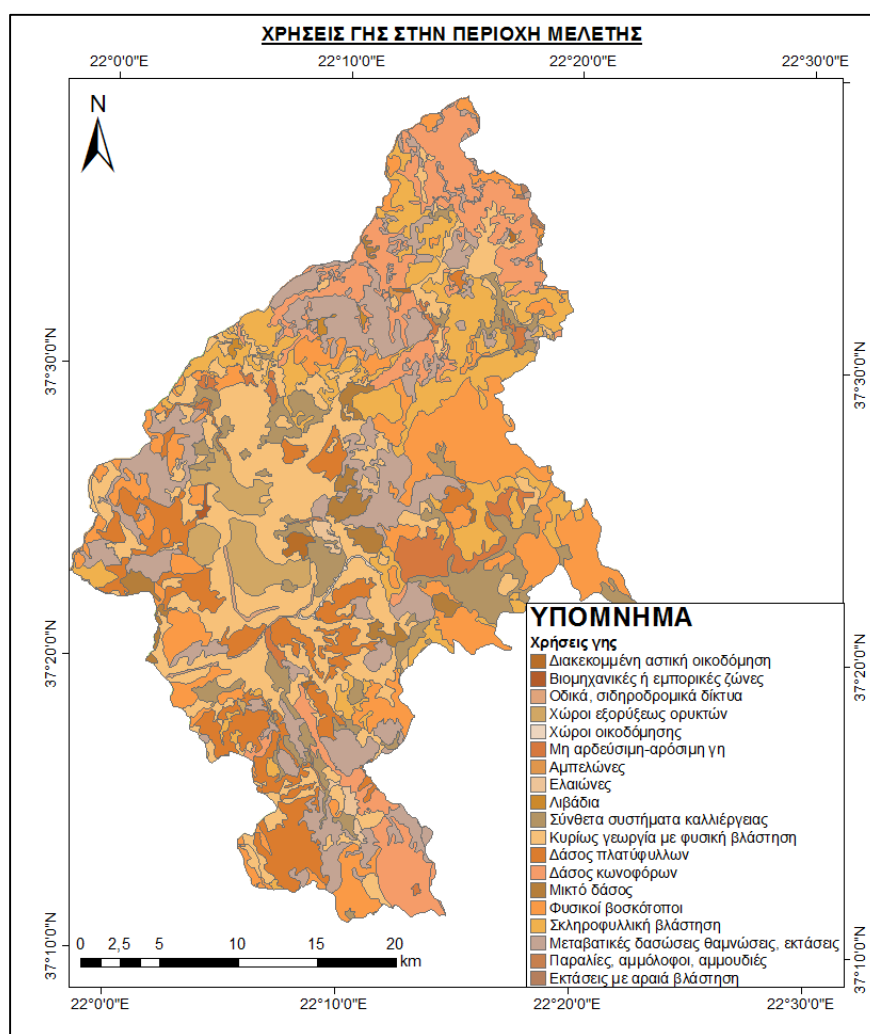 ΧΡΗΣΕΙΣ ΓΗΣ ΣΤΗΝ ΠΕΡΙΟΧΗ ΜΕΛΕΤΗΣ
22°0'0"E 22°10'0"E 22°20'0"E 22°30'0"E
N
37°30'0"N 37°30'0"N
37°20'0"N 37°20'0"N
37°10'0"N 37°10'0"N
ΥΠΟΜΝΗΜΑ
Χρήσεις γης
Διακεκομμένη αστική οικοδόμηση
Βιομηχανικές ή εμπορικές ζώνες
Οδικά, σιδηροδρομικά δίκτυα
Χώροι εξορύξεως ορυκτών
Χώροι οικοδόμησης
Μη αρδεύσιμη-αρόσιμη γη
Αμπελώνες
Ελαιώνες
Λιβάδια
Σύνθετα συστήματα καλλιέργειας
Κυρίως γεωργία με φυσική βλάστηση
Δάσος πλατύφυλλων
Δάσος κωνοφόρων
Μικτό δάσος
Φυσικοί βοσκότοποι
Σκληροφυλλική βλάστηση
Μεταβατικές δασώσεις θαμνώσεις, εκτάσεις
Παραλίες, αμμόλοφοι, αμμουδιές
Εκτάσεις με αραιά βλάστηση
0 2,5 5 10 15 20
km
22°0'0"E 22°10'0"E 22°20'0"E 22°30'0"E